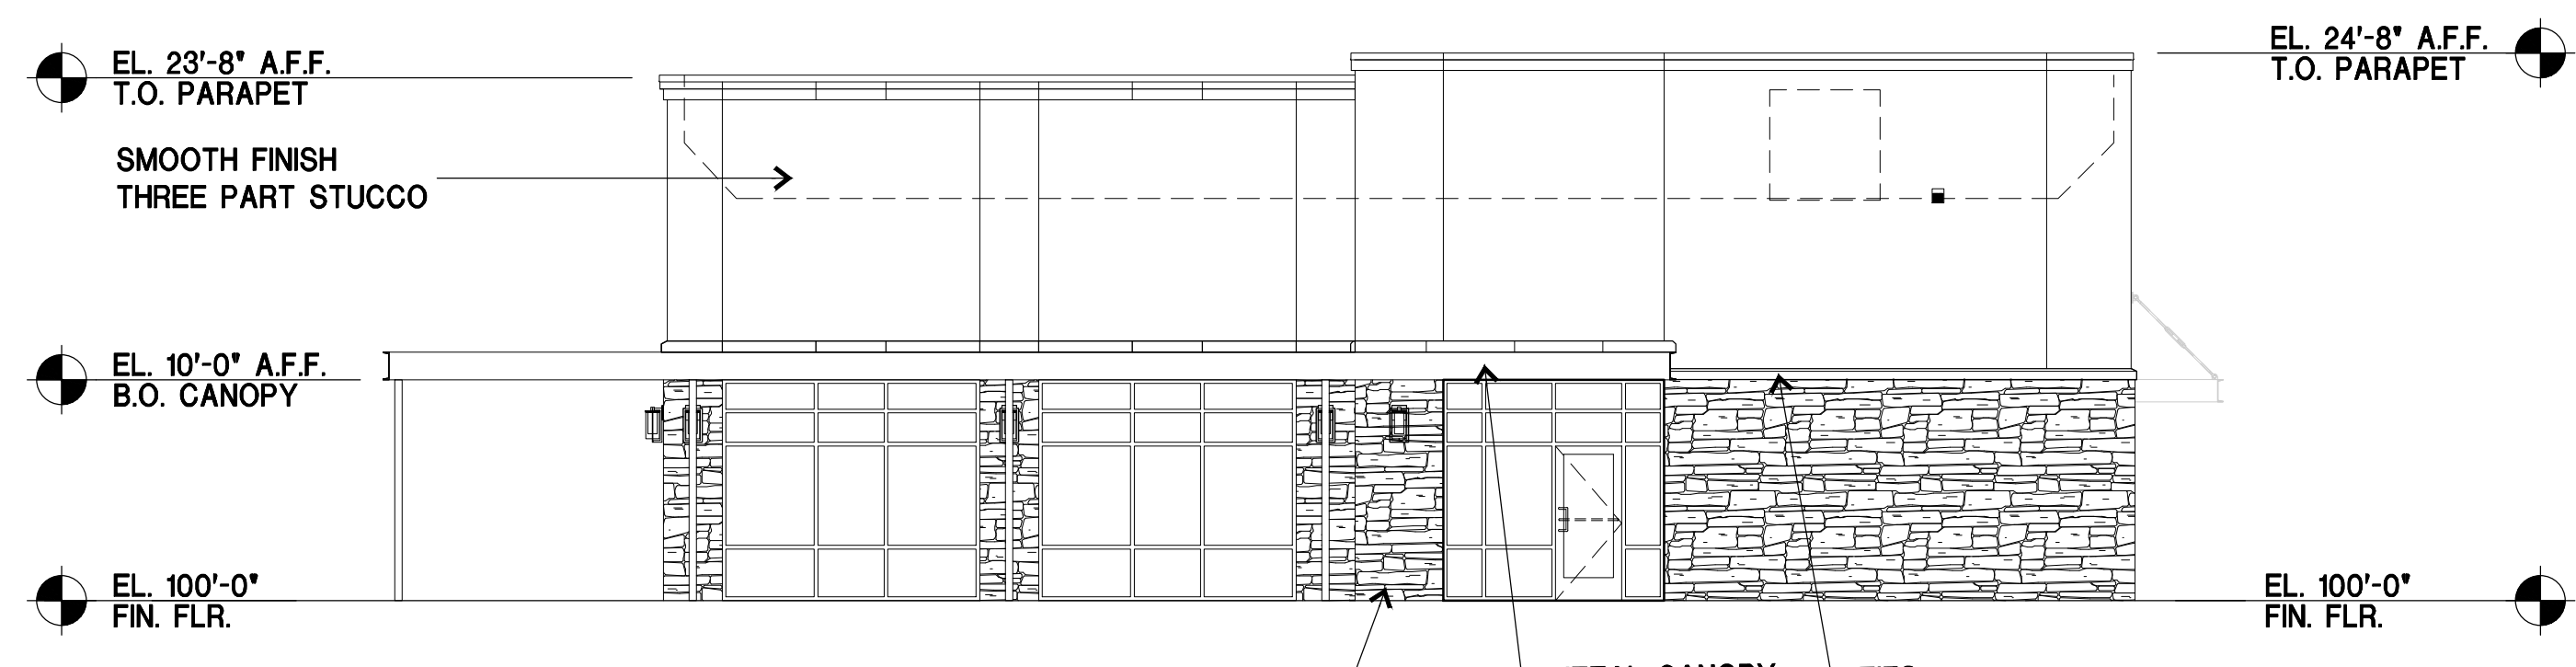 EL. 23'-8" A.F.F.
T.O. PARAPET
EL. 24'-8" A.F.F.
T.O. PARAPET
SMOOTH FINISH
THREE PART STUCCO
EL. 10'-0" A.F.F.
B.O. CANOPY
EL. 100'-0"
FIN. FLR.
EL. 100'-0"
FIN. FLR.
CANOPY